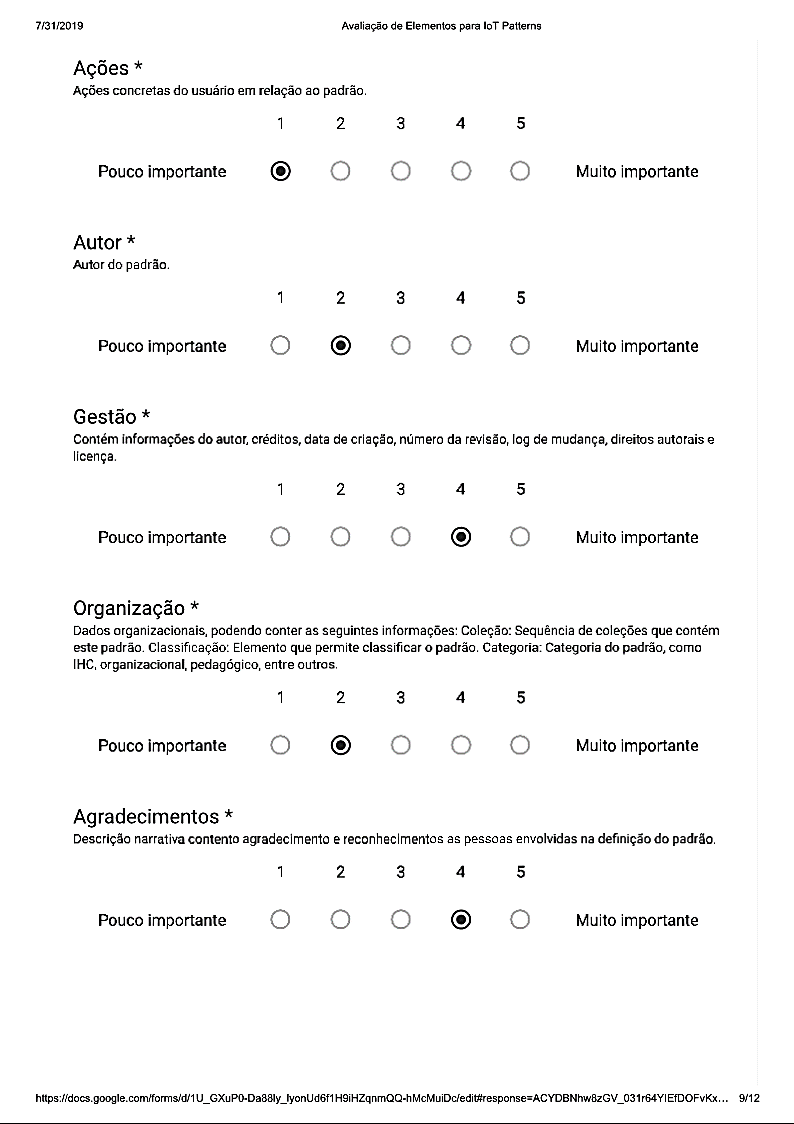 7/31/2019 Avaliação de Elementos para IoT Patterns
Ações *
Ações concretas do usuário em relação ao padrão.
1 2 3 4 5
Pouco importante Muito importante
Autor *
Autor do padrão.
1 2 3 4 5
Pouco importante Muito importante
Gestão *
Contém informações do autor, créditos, data de criação, número da revisão, log de mudança, direitos autorais e
licença.
1 2 3 4 5
Pouco importante Muito importante
Organização *
Dados organizacionais, podendo conter as seguintes informações: Coleção: Sequência de coleções que contém
este padrão. Classificação: Elemento que permite classificar o padrão. Categoria: Categoria do padrão, como
IHC, organizacional, pedagógico, entre outros.
1 2 3 4 5
Pouco importante Muito importante
Agradecimentos *
Descrição narrativa contento agradecimento e reconhecimentos as pessoas envolvidas na definição do padrão.
1 2 3 4 5
Pouco importante Muito importante
https://docs.google.com/forms/d/1U_GXuP0-Da88ly_lyonUd6f1H9iHZqnmQQ-hMcMuiDc/edit#response=ACYDBNhw8zGV_031r64YlEfDOFvKx... 9/12